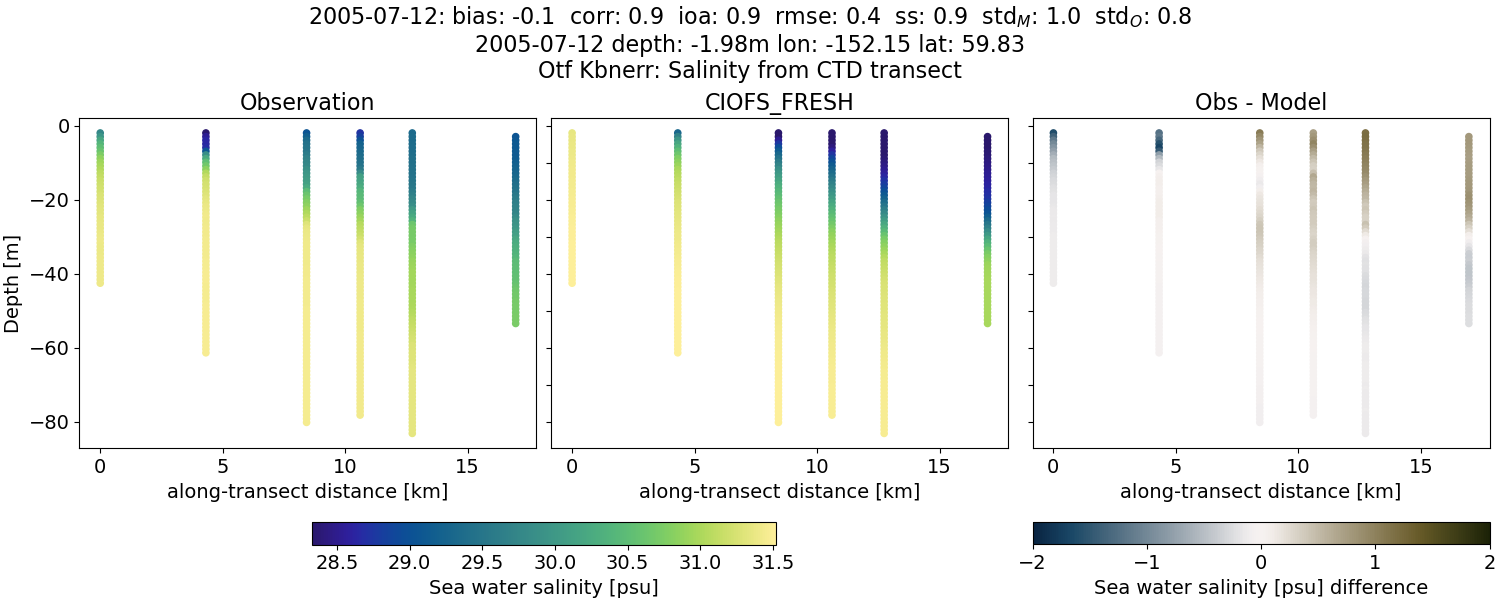 2005-07-12: bias: -0.1  corr: 0.9  ioa: 0.9  rmse: 0.4  ss: 0.9  std_M: 1.0  std_O: 0.8
2005-07-12 depth: -1.98m lon: -152.15 lat: 59.83
Otf Kbnerr: Salinity from CTD transect
Observation
CIOFS_FRESH
Obs - Model
Depth [m]
0
−20
−40
−60
−80
0 5 10 15
0 5 10 15
0 5 10 15
along-transect distance [km]
along-transect distance [km]
along-transect distance [km]
28.5 29.0 29.5 30.0 30.5 31.0 31.5
Sea water salinity [psu]
−2 −1 0 1 2
Sea water salinity [psu] difference